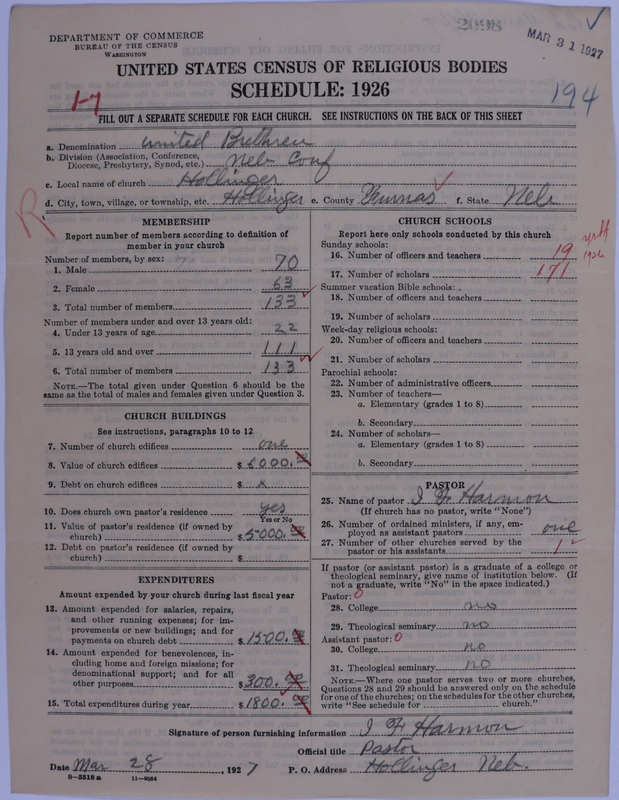 DEPARTMENT OF COMMERCE
BUREAU OF THE CENSUS
WASHINGTON
MAR 31 1927
UNITED STATES CENSUS OF RELIGIOUS BODIES
SCHEDULE: 1926
1-7
194
FILL OUT A SEPARATE SCHEDULE FOR EACH CHURCH. SEE INSTRUCTIONS ON THE BACK OF THIS SHEET
a. Denomination United Brethren
b. Division (Association, Conference, Diocese, Presbytery, Synod, etc.) Neb Conf
c. Local name of church Hollinger
d. City, town, village, or township, etc. Hollinger e. County Furnas f. State Neb
R
MEMBERSHIP
Report number of members according to definition of
member in your church
Number of members, by sex:
1. Male 70
2. Female 63
3. Total number of members 133
Number of members under and over 13 years old:
4. Under 13 years of age 22
5. 13 years old and over 111
6. Total number of members 133
NOTE.—The total given under Question 6 should be the
same as the total of males and females given under Question 3.
CHURCH BUILDINGS
See instructions, paragraphs 10 to 12
7. Number of church edifices one
8. Value of church edifices $ 6000.00
9. Debt on church edifices $ x
10. Does church own pastor's residence yes
Yes or No
11. Value of pastor's residence (if owned by
church) $ 5000.00
12. Debt on pastor's residence (if owned by
church) $
EXPENDITURES
Amount expended by your church during last fiscal year
13. Amount expended for salaries, repairs,
and other running expenses; for im-
provements or new buildings; and for
payments on church debt $ 1500.00
14. Amount expended for benevolences, in-
cluding home and foreign missions; for
denominational support; and for all
other purposes $ 300.00
15. Total expenditures during year $ 1800.00
CHURCH SCHOOLS
Report here only schools conducted by this church
Sunday schools:
16. Number of officers and teachers 19
17. Number of scholars 171
1926
Summer vacation Bible schools:
18. Number of officers and teachers
19. Number of scholars
Week-day religious schools:
20. Number of officers and teachers
21. Number of scholars
Parochial schools:
22. Number of administrative officers
23. Number of teachers—
a. Elementary (grades 1 to 8)
b. Secondary
24. Number of scholars—
a. Elementary (grades 1 to 8)
b. Secondary
PASTOR
25. Name of pastor I F Harmon
(If church has no pastor, write "None")
26. Number of ordained ministers, if any, em-
ployed as assistant pastors one
27. Number of other churches served by the
pastor or his assistants 1
If pastor (or assistant pastor) is a graduate of a college or
theological seminary, give name of institution below. (If
not a graduate, write "No" in the space indicated.)
Pastor: 0
28. College no
29. Theological seminary no
Assistant pastor: 0
30. College no
31. Theological seminary no
NOTE.—Where one pastor serves two or more churches,
Questions 28 and 29 should be answered only on the schedule
for one of the churches; on the schedules for the other churches,
write "See schedule for ______ church."
Signature of person furnishing information I F Harmon
Official title Pastor
Date Mar 28, 1927 P. O. Address Hollinger Neb.
8—5518 a 11—9054